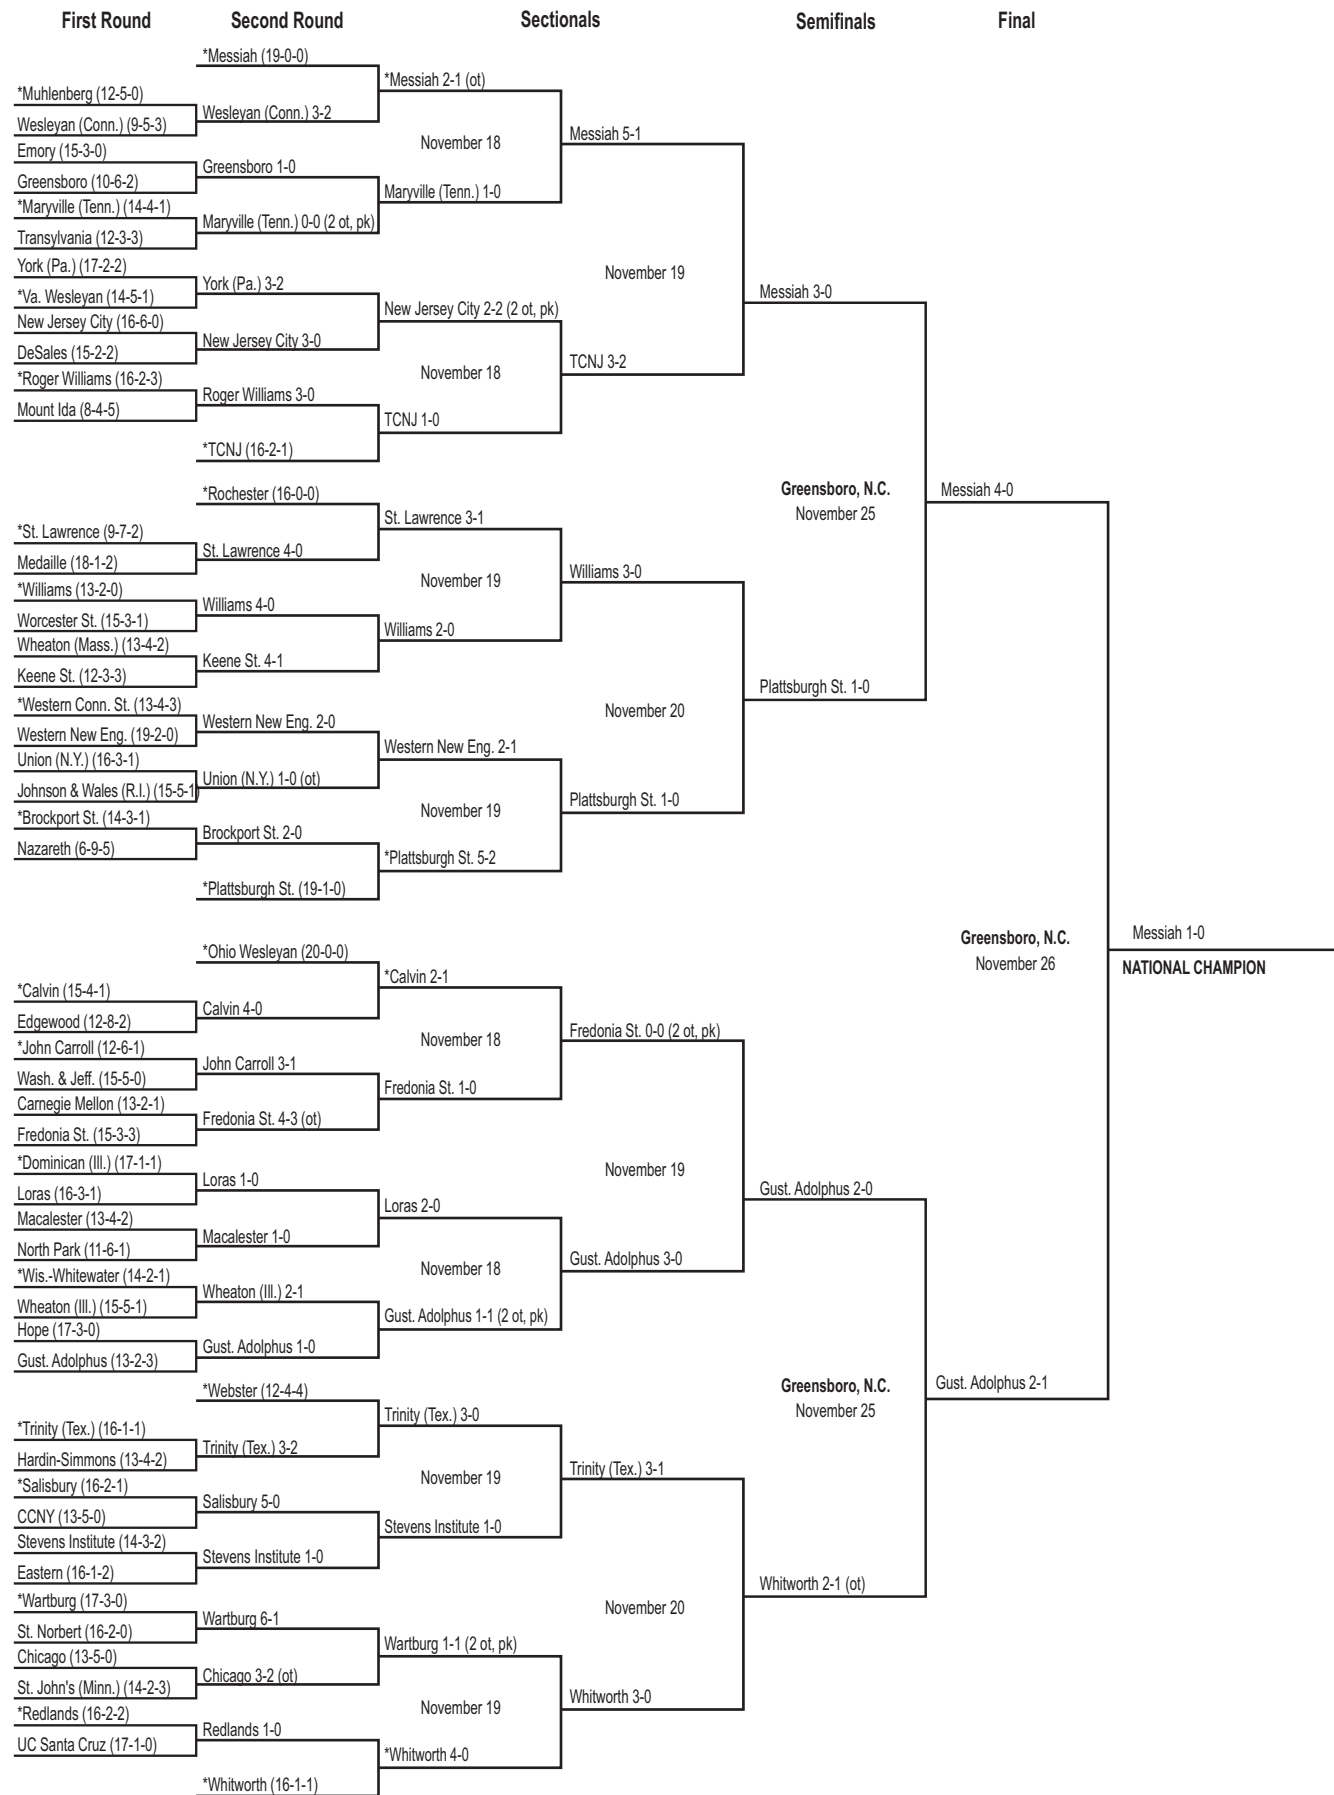 First Round
Second Round
Sectionals
Semifinals
Final
*Messiah (19-0-0)
*Muhlenberg (12-5-0)
Wesleyan (Conn.) (9-5-3)
Wesleyan (Conn.) 3-2
*Messiah 2-1 (ot)
Emory (15-3-0)
Greensboro (10-6-2)
Greensboro 1-0
*Maryville (Tenn.) (14-4-1)
Transylvania (12-3-3)
Maryville (Tenn.) 0-0 (2 ot, pk)
Maryville (Tenn.) 1-0
November 18
Messiah 5-1
York (Pa.) (17-2-2)
*Va. Wesleyan (14-5-1)
York (Pa.) 3-2
New Jersey City (16-6-0)
DeSales (15-2-2)
New Jersey City 3-0
New Jersey City 2-2 (2 ot, pk)
*Roger Williams (16-2-3)
Mount Ida (8-4-5)
Roger Williams 3-0
*TCNJ (16-2-1)
TCNJ 1-0
November 18
TCNJ 3-2
November 19
Messiah 3-0
*Rochester (16-0-0)
*St. Lawrence (9-7-2)
Medaille (18-1-2)
St. Lawrence 4-0
St. Lawrence 3-1
*Williams (13-2-0)
Worcester St. (15-3-1)
Williams 4-0
Wheaton (Mass.) (13-4-2)
Keene St. (12-3-3)
Keene St. 4-1
Williams 2-0
November 19
Williams 3-0
*Western Conn. St. (13-4-3)
Western New Eng. (19-2-0)
Western New Eng. 2-0
Union (N.Y.) (16-3-1)
Johnson & Wales (R.I.) (15-5-1)
Union (N.Y.) 1-0 (ot)
Western New Eng. 2-1
*Brockport St. (14-3-1)
Nazareth (6-9-5)
Brockport St. 2-0
*Plattsburgh St. (19-1-0)
*Plattsburgh St. 5-2
November 19
Plattsburgh St. 1-0
November 20
Plattsburgh St. 1-0
Greensboro, N.C.
November 25
Messiah 4-0
*Ohio Wesleyan (20-0-0)
*Calvin (15-4-1)
Edgewood (12-8-2)
Calvin 4-0
*Calvin 2-1
*John Carroll (12-6-1)
Wash. & Jeff. (15-5-0)
John Carroll 3-1
Carnegie Mellon (13-2-1)
Fredonia St. (15-3-3)
Fredonia St. 4-3 (ot)
Fredonia St. 1-0
November 18
Fredonia St. 0-0 (2 ot, pk)
*Dominican (Ill.) (17-1-1)
Loras (16-3-1)
Loras 1-0
Macalester (13-4-2)
North Park (11-6-1)
Macalester 1-0
Loras 2-0
*Wis.-Whitewater (14-2-1)
Wheaton (Ill.) (15-5-1)
Wheaton (Ill.) 2-1
Hope (17-3-0)
Gust. Adolphus (13-2-3)
Gust. Adolphus 1-0
Gust. Adolphus 1-1 (2 ot, pk)
November 18
Gust. Adolphus 3-0
November 19
Gust. Adolphus 2-0
*Webster (12-4-4)
*Trinity (Tex.) (16-1-1)
Hardin-Simmons (13-4-2)
Trinity (Tex.) 3-2
Trinity (Tex.) 3-0
*Salisbury (16-2-1)
CCNY (13-5-0)
Salisbury 5-0
Stevens Institute (14-3-2)
Eastern (16-1-2)
Stevens Institute 1-0
Stevens Institute 1-0
November 19
Trinity (Tex.) 3-1
*Wartburg (17-3-0)
St. Norbert (16-2-0)
Wartburg 6-1
Chicago (13-5-0)
St. John's (Minn.) (14-2-3)
Chicago 3-2 (ot)
Wartburg 1-1 (2 ot, pk)
*Redlands (16-2-2)
UC Santa Cruz (17-1-0)
Redlands 1-0
*Whitworth (16-1-1)
*Whitworth 4-0
November 19
Whitworth 3-0
November 20
Whitworth 2-1 (ot)
Greensboro, N.C.
November 25
Gust. Adolphus 2-1
Greensboro, N.C.
November 26
Messiah 1-0
NATIONAL CHAMPION